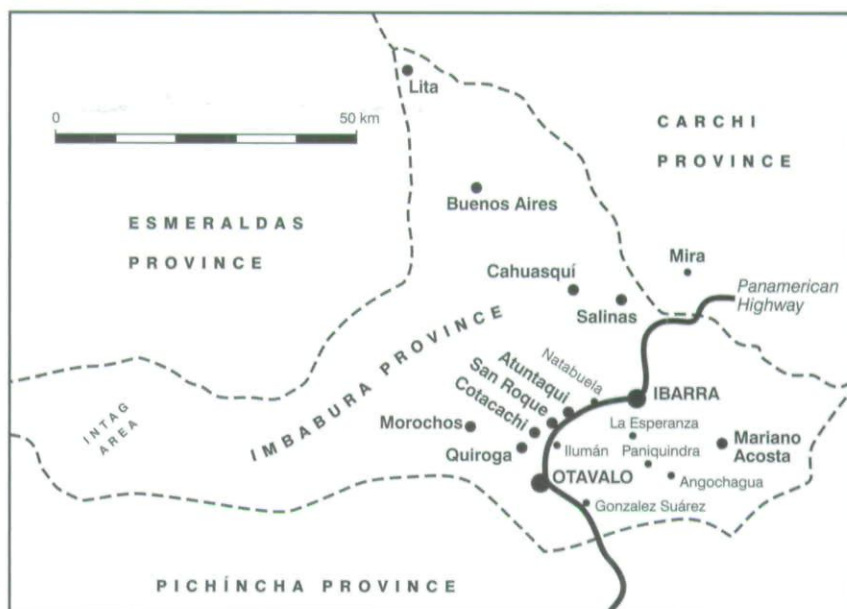 Lita
0
50 km
CARCHI
PROVINCE
Buenos Aires
ESMERALDAS
PROVINCE
Mira
Cahuasquí
Panamerican
Highway
Salinas
IMBABURA PROVINCE
Natabuela
Atuntaqui
San Roque
Cotacachi
IBARRA
INTAG
AREA
Morochos
La Esperanza
Mariano
Acosta
Quiroga
Ilumán
Paniquindra
OTAVALO
Angochagua
Gonzalez Suárez
PICHÍNCHA PROVINCE